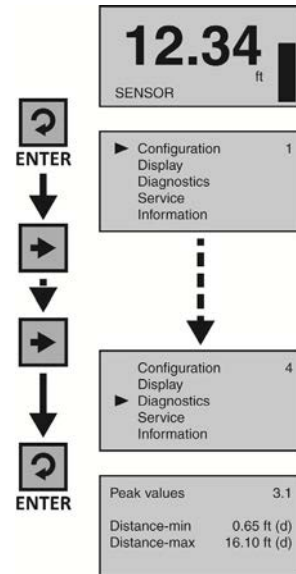 12.34
ft
SENSOR
ENTER
Configuration 1
Display
Diagnostics
Service
Information
Configuration 4
Display
Diagnostics
Service
Information
ENTER
Peak values 3.1
Distance-min 0.65 ft (d)
Distance-max 16.10 ft (d)